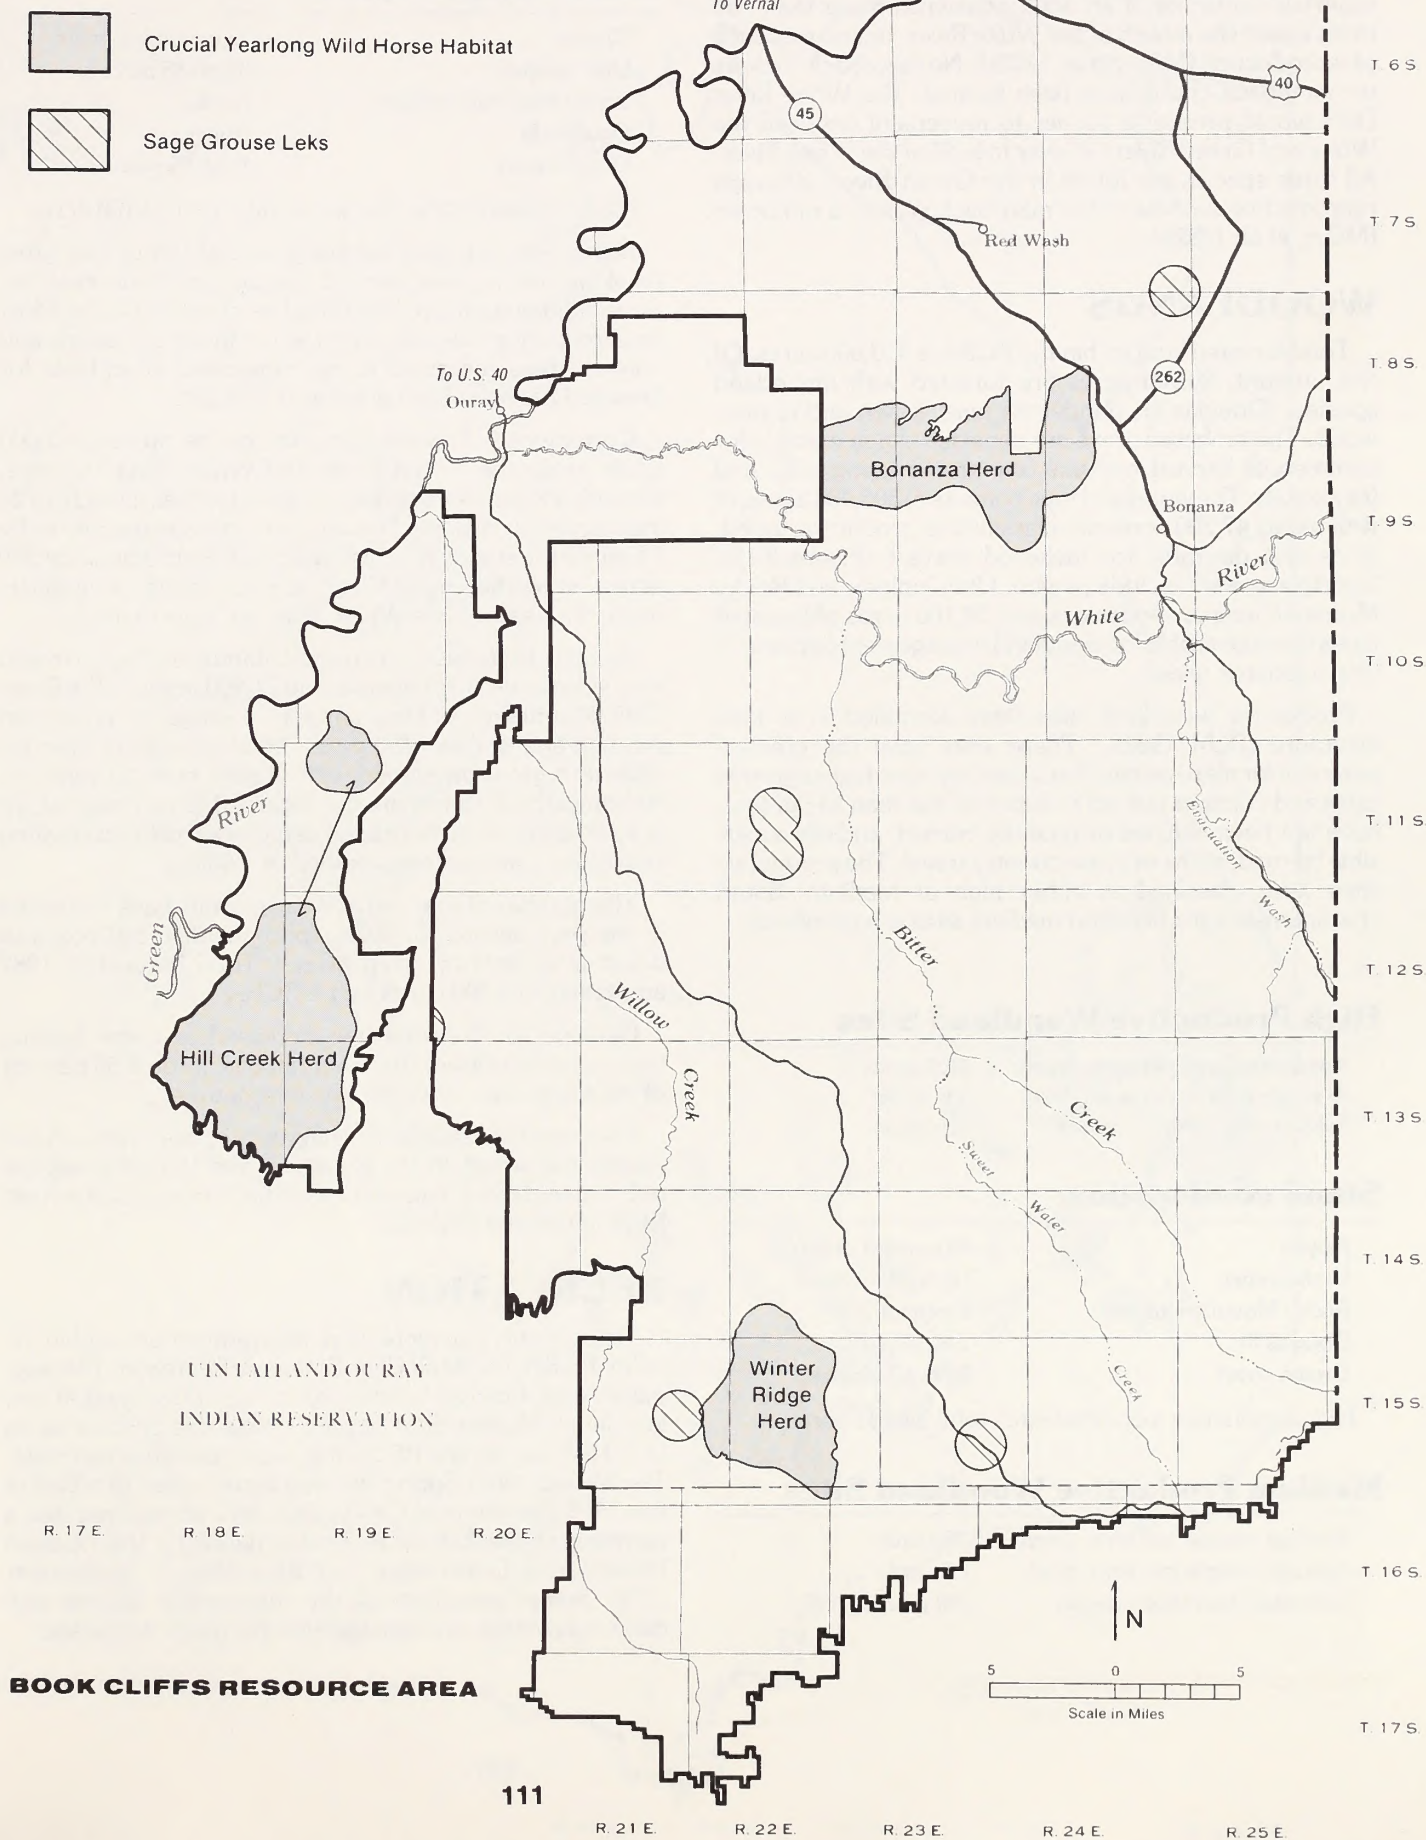 To Vernal
Crucial Yearlong Wild Horse Habitat
Sage Grouse Leks
T. 6 S
40
45
T. 7 S.
Red Wash
262
T. 8 S.
To U.S. 40
Ouray
Bonanza Herd
Bonanza
T. 9 S.
River
White
T. 10 S.
River
T. 11 S.
Evacuation
Wash
Green
Bitter
T. 12 S.
Willow
Hill Creek Herd
Creek
Creek
T. 13 S.
Sweet
Water
T. 14 S.
UINTAH AND OURAY
INDIAN RESERVATION
Winter
Ridge
Herd
Creek
T. 15 S.
R. 17 E.
R. 18 E.
R. 19 E.
R. 20 E.
T. 16 S.
N
BOOK CLIFFS RESOURCE AREA
5 0 5
Scale in Miles
T. 17 S.
111
R. 21 E.
R. 22 E.
R. 23 E.
R. 24 E.
R. 25 E.